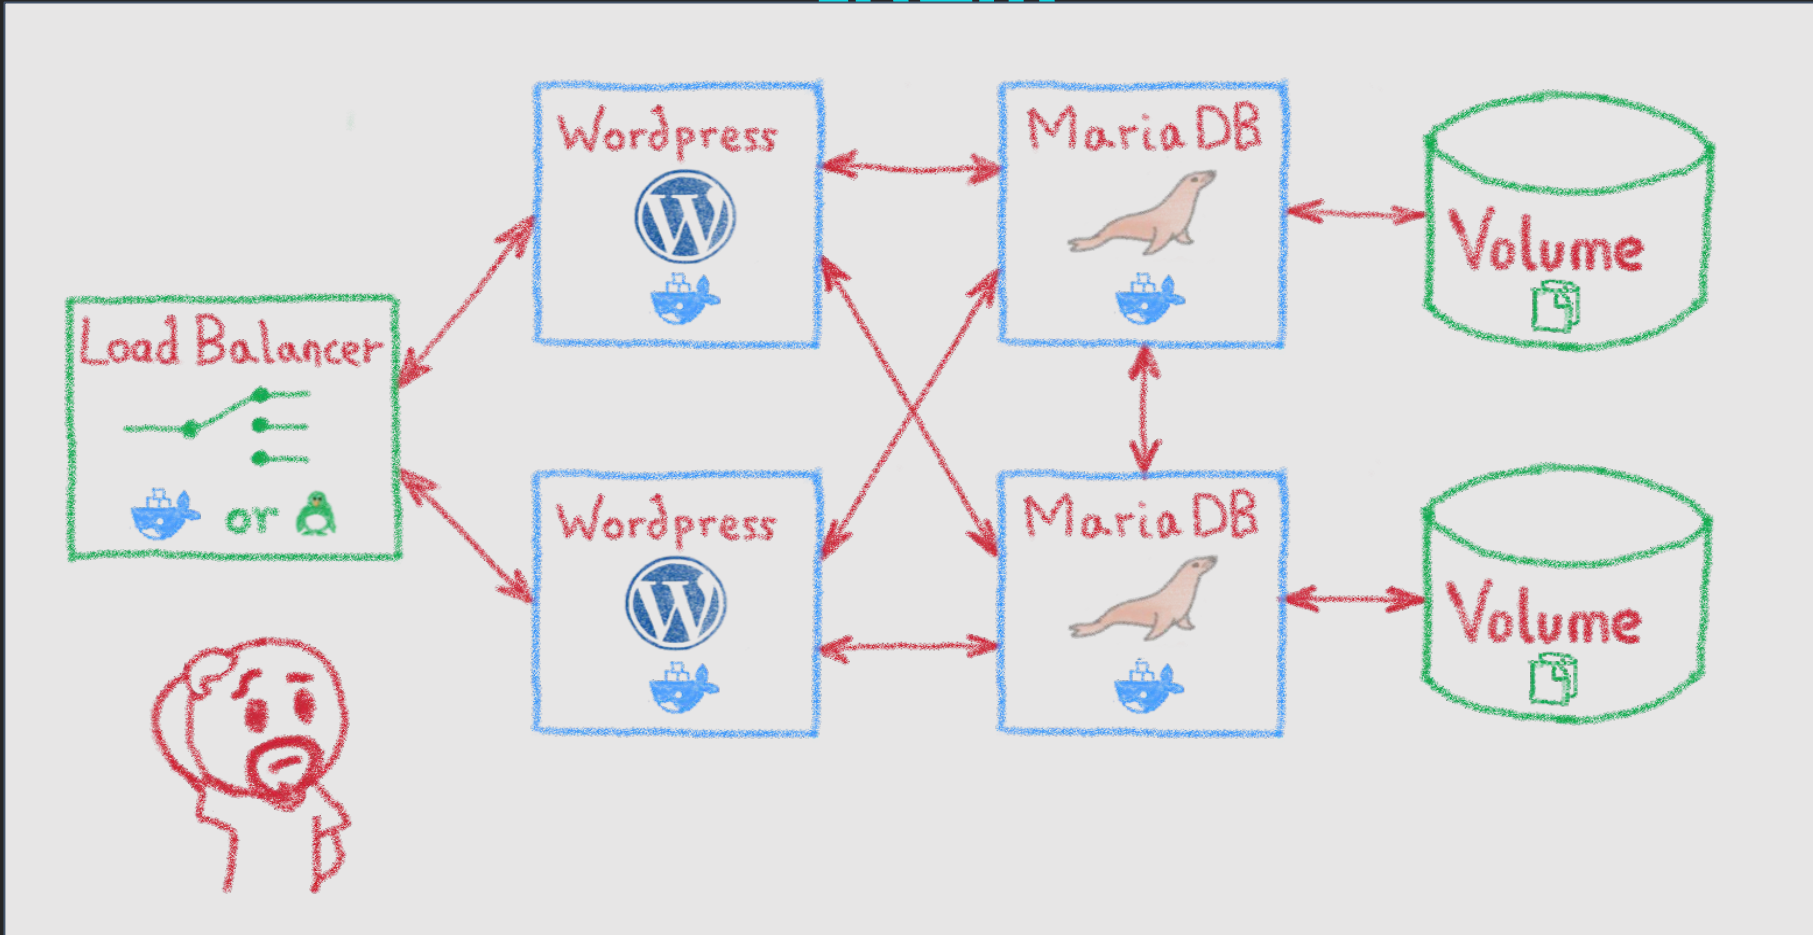 Wordpress
Maria DB
Volume
Load Balancer
or
Wordpress
Maria DB
Volume